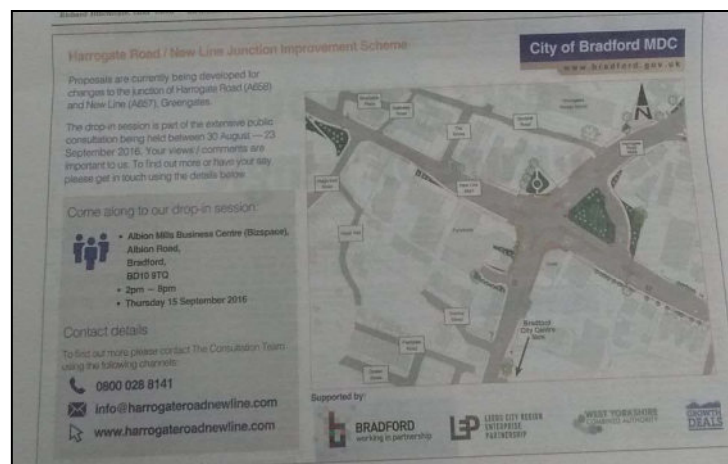 Harrogate Road / New Line Junction Improvement Scheme
City of Bradford MDC
www.bradford.gov.uk
Proposals are currently being developed for
changes to the junction of Harrogate Road (A658)
and New Line (A657), Greengates.
The drop-in session is part of the extensive public
consultation being held between 30 August — 23
September 2016. Your views / comments are
important to us. To find out more or have your say
please get in touch using the details below.
Come along to our drop-in session:
• Albion Mills Business Centre (Bizspace),
Albion Road,
Bradford,
BD10 9TQ
• 2pm – 8pm
• Thursday 15 September 2016
Contact details
To find out more please contact The Consultation Team
using the following channels:
0800 028 8141
info@harrogateroadnewline.com
www.harrogateroadnewline.com
N
Bradford
City Centre
5km
Supported by:
BRADFORD
working in partnership
LEP
LEEDS CITY REGION
ENTERPRISE
PARTNERSHIP
WEST YORKSHIRE
COMBINED AUTHORITY
GROWTH
DEALS